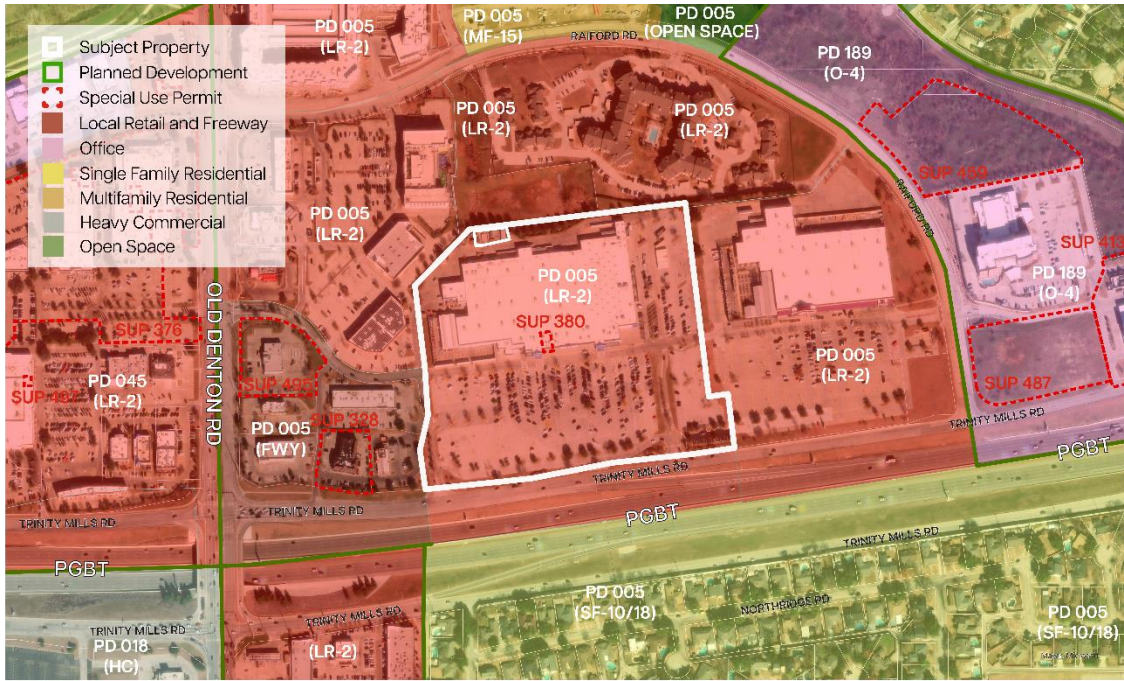 Subject Property
Planned Development
Special Use Permit
Local Retail and Freeway
Office
Single Family Residential
Multifamily Residential
Heavy Commercial
Open Space
PD 005
(LR-2)
PD 005
(MF-15)
PD 005
(OPEN SPACE)
RAIFORD RD
PD 189
(O-4)
PD 005
(LR-2)
PD 005
(LR-2)
SUP 489
RAIFORD RD
PD 005
(LR-2)
PD 005
(LR-2)
SUP 413
PD 189
(O-4)
OLD DENTON RD
SUP 376
SUP 380
PD 045
(LR-2)
SUP 495
PD 005
(LR-2)
SUP 487
SUP 328
PD 005
(FWY)
TRINITY MILLS RD
PGBT
TRINITY MILLS RD
TRINITY MILLS RD
TRINITY MILLS RD
PGBT
TRINITY MILLS RD
PGBT
PD 005
(SF-10/18)
NORTHRIDGE RD
PD 005
(SF-10/18)
TRINITY MILLS RD
TRINITY MILLS RD
PD 018
(HC)
(LR-2)